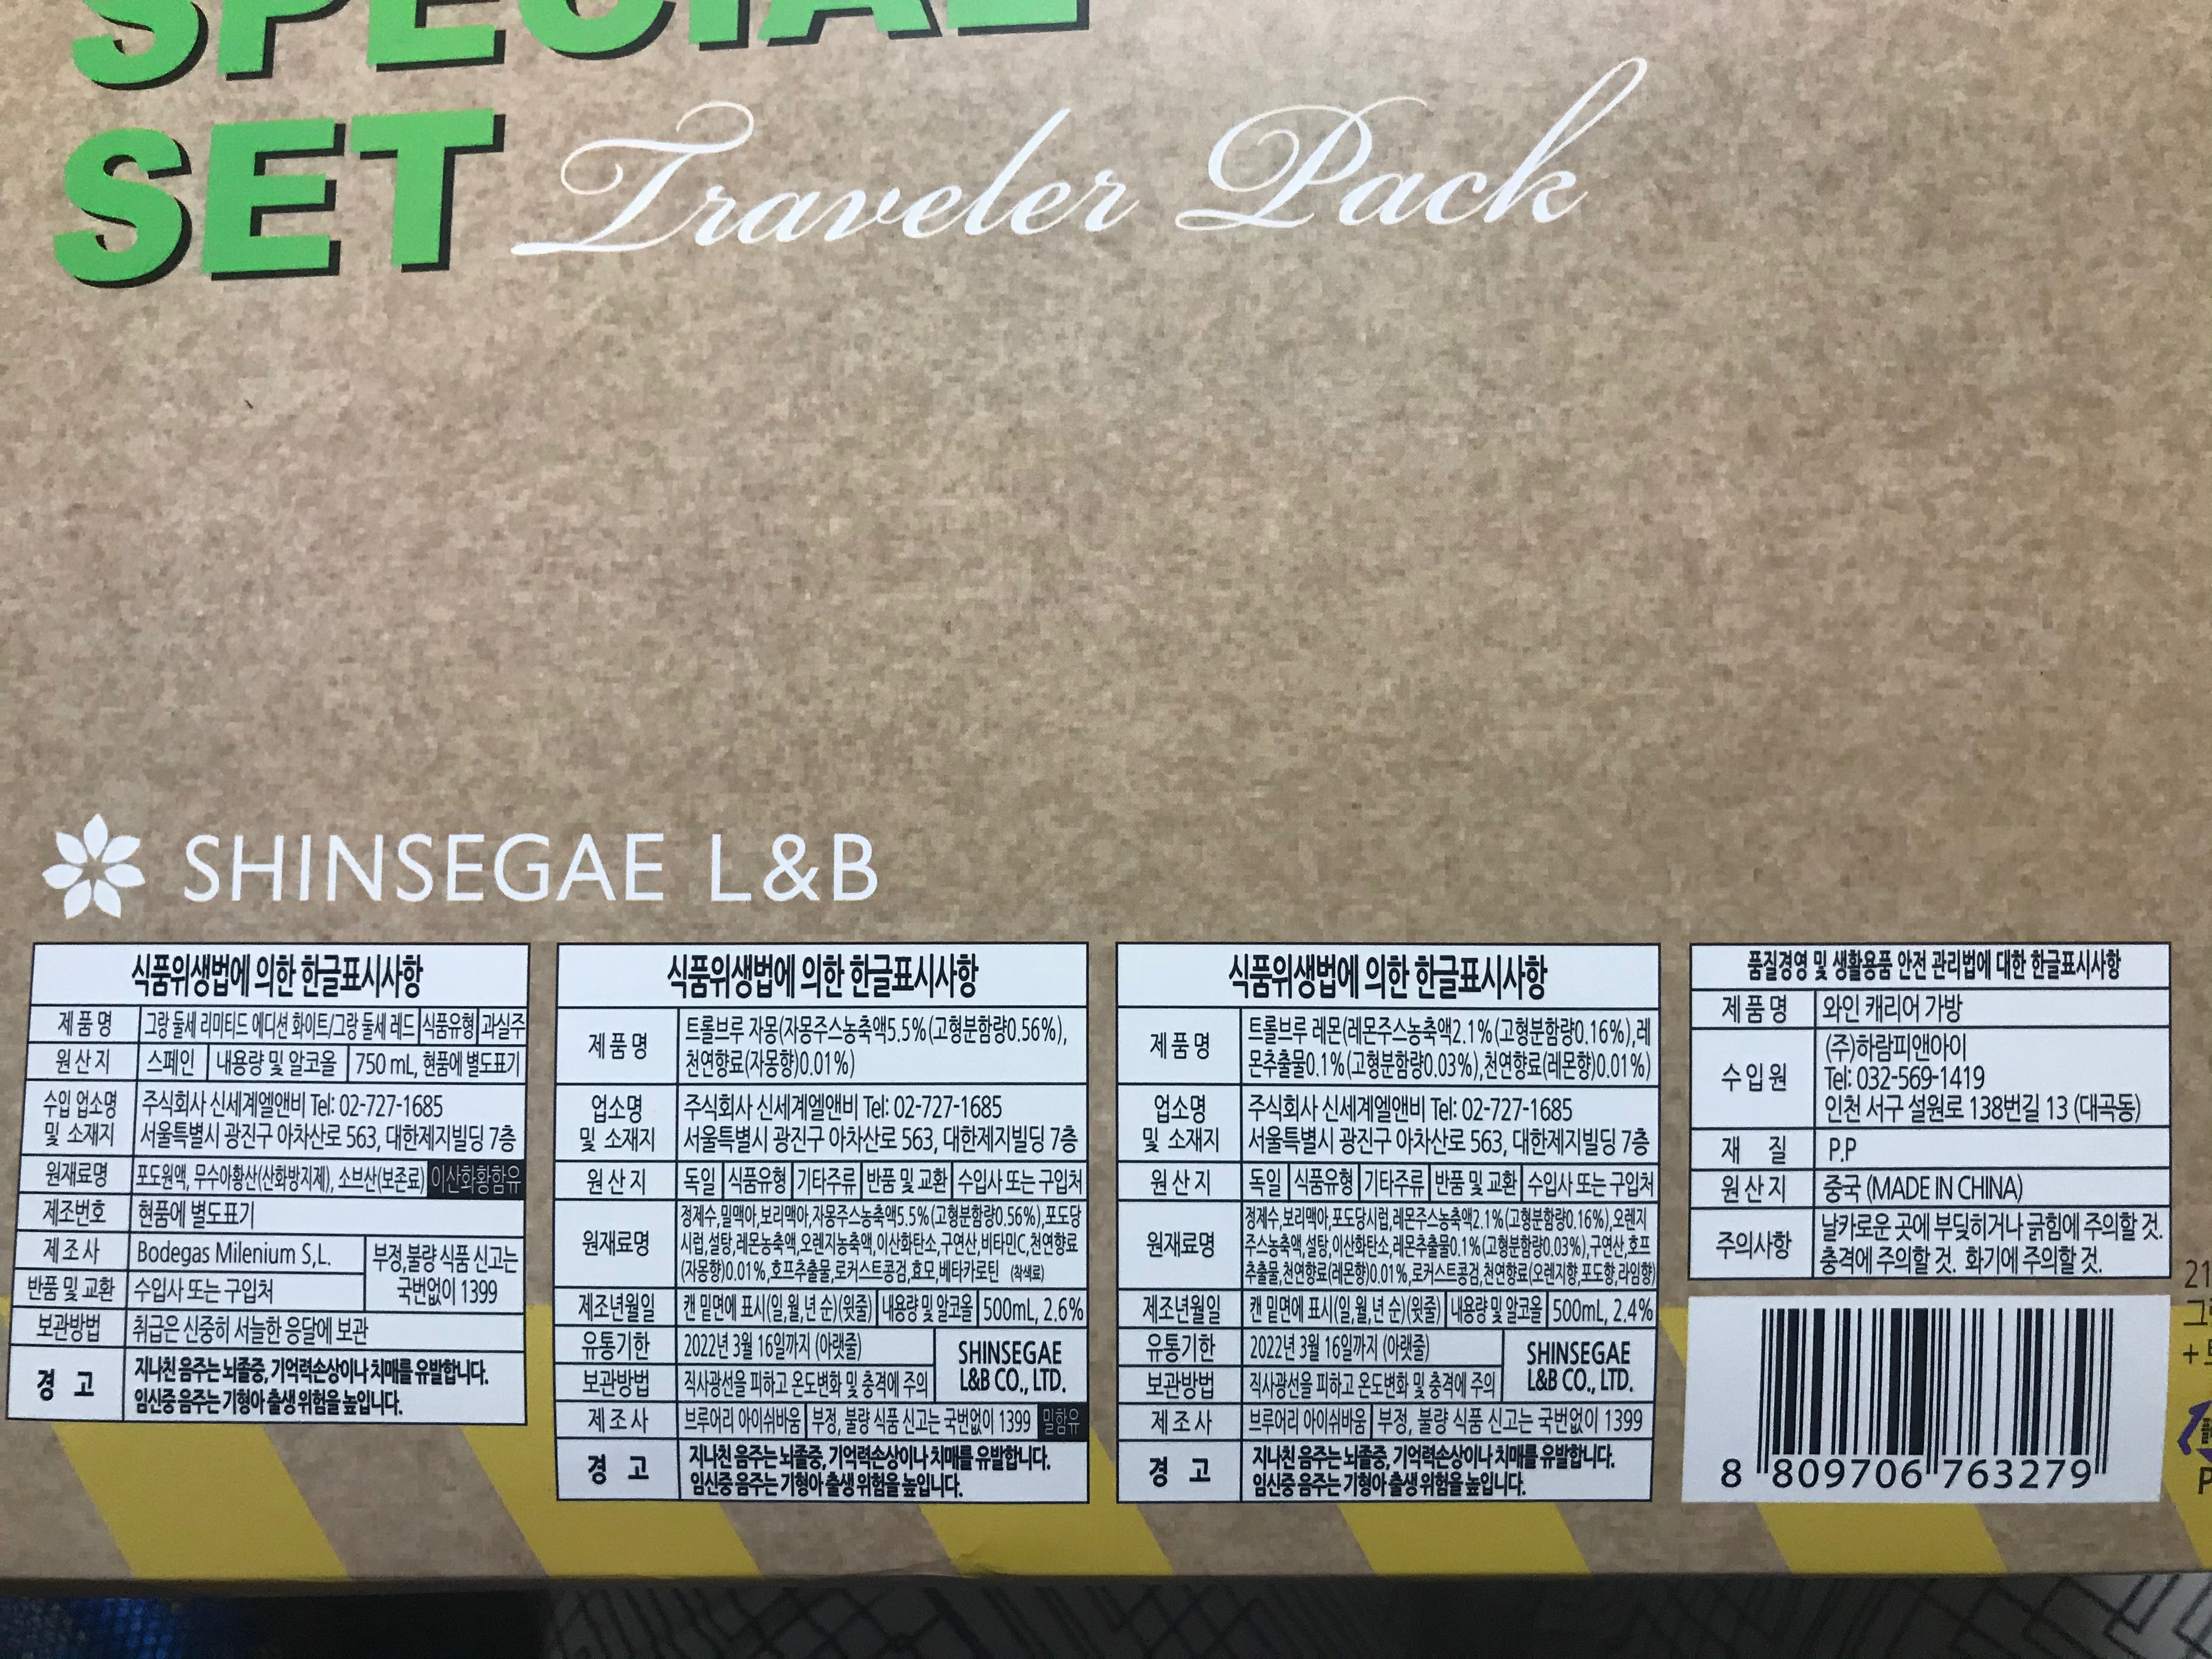 SPECIAL
SET Traveler Pack
SHINSEGAE L&B
식품위생법에 의한 한글표시사항
제 품 명 그랑 둘세 리미티드 에디션 화이트/그랑 둘세 레드 식품유형 과실주
원 산 지 스페인 내용량 및 알코올 750 mL, 현품에 별도표기
수입 업소명 주식회사 신세계엘앤비 Tel: 02-727-1685
및 소재지 서울특별시 광진구 아차산로 563, 대한제지빌딩 7층
원재료명 포도원액, 무수아황산(산화방지제), 소브산(보존료) 이산화황함유
제조번호 현품에 별도표기
제 조 사 Bodegas Milenium S,L. 부정,불량 식품 신고는
반품 및 교환 수입사 또는 구입처 국번없이 1399
보관방법 취급은 신중히 서늘한 응달에 보관
경 고 지나친 음주는 뇌졸중, 기억력손상이나 치매를 유발합니다.
임신중 음주는 기형아 출생 위험을 높입니다.
식품위생법에 의한 한글표시사항
제 품 명 트롤브루 자몽(자몽주스농축액5.5%(고형분함량0.56%),
천연향료(자몽향)0.01%)
업소명 주식회사 신세계엘앤비 Tel: 02-727-1685
및 소재지 서울특별시 광진구 아차산로 563, 대한제지빌딩 7층
원 산 지 독일 식품유형 기타주류 반품 및 교환 수입사 또는 구입처
정제수,밀맥아,보리맥아,자몽주스농축액5.5%(고형분함량0.56%),포도당
원재료명 시럽,설탕,레몬농축액,오렌지농축액,이산화탄소,구연산,비타민C,천연향료
(자몽향)0.01%,호프추출물,로커스트콩검,효모,베타카로틴 (착색료)
제조년월일 캔 밑면에 표시(일,월,년 순)(윗줄) 내용량 및 알코올 500mL, 2.6%
유통기한 2022년 3월 16일까지 (아랫줄) SHINSEGAE
보관방법 직사광선을 피하고 온도변화 및 충격에 주의 L&B CO., LTD.
제 조 사 브루어리 아이쉬바움 부정, 불량 식품 신고는 국번없이 1399 밀함유
경 고 지나친 음주는 뇌졸중, 기억력손상이나 치매를 유발합니다.
임신중 음주는 기형아 출생 위험을 높입니다.
식품위생법에 의한 한글표시사항
제 품 명 트롤브루 레몬(레몬주스농축액2.1%(고형분함량0.16%),레
몬추출물0.1%(고형분함량0.03%),천연향료(레몬향)0.01%)
업소명 주식회사 신세계엘앤비 Tel: 02-727-1685
및 소재지 서울특별시 광진구 아차산로 563, 대한제지빌딩 7층
원 산 지 독일 식품유형 기타주류 반품 및 교환 수입사 또는 구입처
정제수,보리맥아,포도당시럽,레몬주스농축액2.1%(고형분함량0.16%),오렌지
원재료명 주스농축액,설탕,이산화탄소,레몬추출물0.1%(고형분함량0.03%),구연산,호프
추출물,천연향료(레몬향)0.01%,로커스트콩검,천연향료(오렌지향,포도향,라임향)
제조년월일 캔 밑면에 표시(일,월,년 순)(윗줄) 내용량 및 알코올 500mL, 2.4%
유통기한 2022년 3월 16일까지 (아랫줄) SHINSEGAE
보관방법 직사광선을 피하고 온도변화 및 충격에 주의 L&B CO., LTD.
제 조 사 브루어리 아이쉬바움 부정, 불량 식품 신고는 국번없이 1399
경 고 지나친 음주는 뇌졸중, 기억력손상이나 치매를 유발합니다.
임신중 음주는 기형아 출생 위험을 높입니다.
품질경영 및 생활용품 안전 관리법에 대한 한글표시사항
제 품 명 와인 캐리어 가방
(주)하람피앤아이
수 입 원 Tel: 032-569-1419
인천 서구 설원로 138번길 13 (대곡동)
재 질 P.P
원 산 지 중국 (MADE IN CHINA)
주의사항 날카로운 곳에 부딪히거나 긁힘에 주의할 것.
충격에 주의할 것. 화기에 주의할 것.
8 809706 763279
21